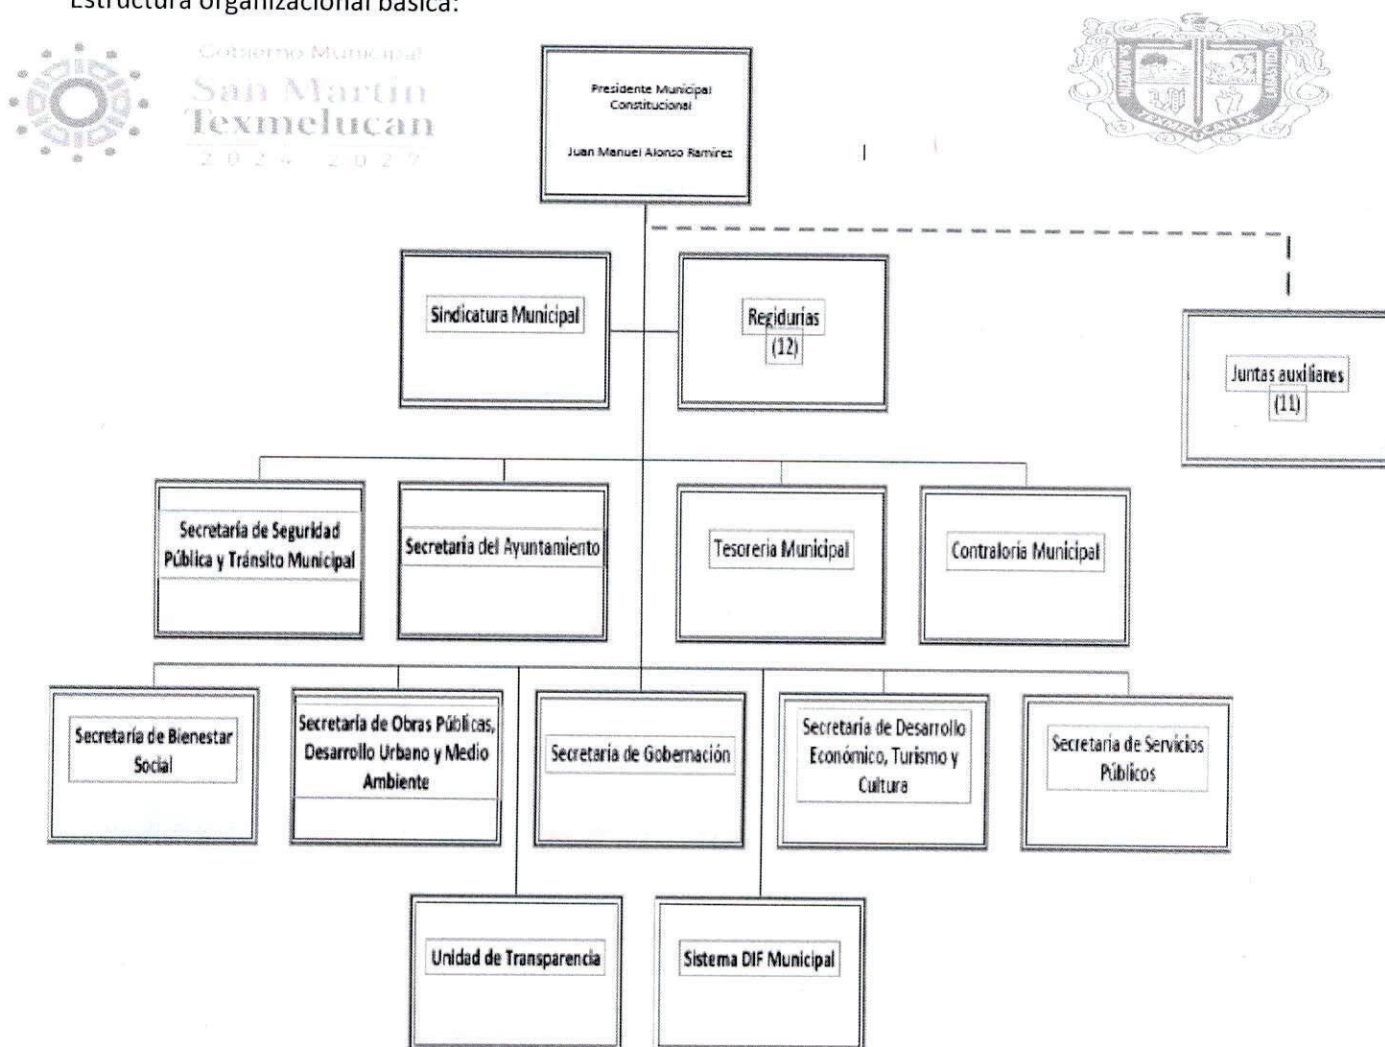 Estructura organizacional básica:
Gobierno Municipal
San Martín
Texmelucan
2024 2027
TEXMELUCAN DE
LABASTIDA
Presidente Municipal
Constitucional
Juan Manuel Alonso Ramírez
Sindicatura Municipal
Regidurías
(12)
Juntas auxiliares
(11)
Secretaría de Seguridad
Pública y Tránsito Municipal
Secretaría del Ayuntamiento
Tesorería Municipal
Contraloría Municipal
Secretaría de Bienestar
Social
Secretaría de Obras Públicas,
Desarrollo Urbano y Medio
Ambiente
Secretaría de Gobernación
Secretaría de Desarrollo
Económico, Turismo y
Cultura
Secretaría de Servicios
Públicos
Unidad de Transparencia
Sistema DIF Municipal